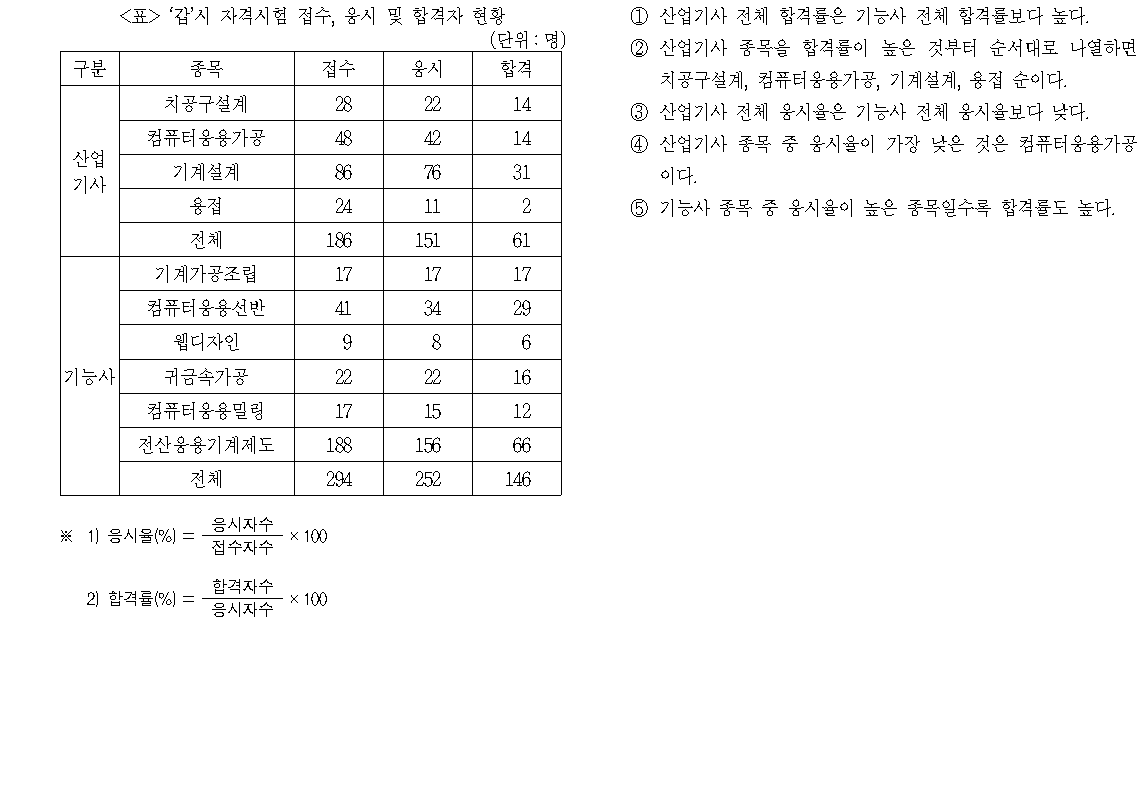 <표> ‘갑’시 자격시험 접수, 응시 및 합격자 현황
(단위 : 명)
구분 종목 접수 응시 합격
산업기사 치공구설계 28 22 14
컴퓨터응용가공 48 42 14
기계설계 86 76 31
용접 24 11 2
전체 186 151 61
기능사 기계가공조립 17 17 17
컴퓨터응용선반 41 34 29
웹디자인 9 8 6
귀금속가공 22 22 16
컴퓨터응용밀링 17 15 12
전산응용기계제도 188 156 66
전체 294 252 146
※ 1) 응시율(%) = 응시자수 / 접수자수 × 100
2) 합격률(%) = 합격자수 / 응시자수 × 100
① 산업기사 전체 합격률은 기능사 전체 합격률보다 높다.
② 산업기사 종목을 합격률이 높은 것부터 순서대로 나열하면
치공구설계, 컴퓨터응용가공, 기계설계, 용접 순이다.
③ 산업기사 전체 응시율은 기능사 전체 응시율보다 낮다.
④ 산업기사 종목 중 응시율이 가장 낮은 것은 컴퓨터응용가공
이다.
⑤ 기능사 종목 중 응시율이 높은 종목일수록 합격률도 높다.